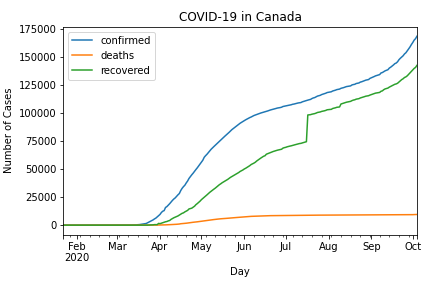 COVID-19 in Canada
175000
150000
125000
100000
75000
50000
25000
0
Number of Cases
confirmed
deaths
recovered
Feb Mar Apr May Jun Jul Aug Sep Oct
2020
Day